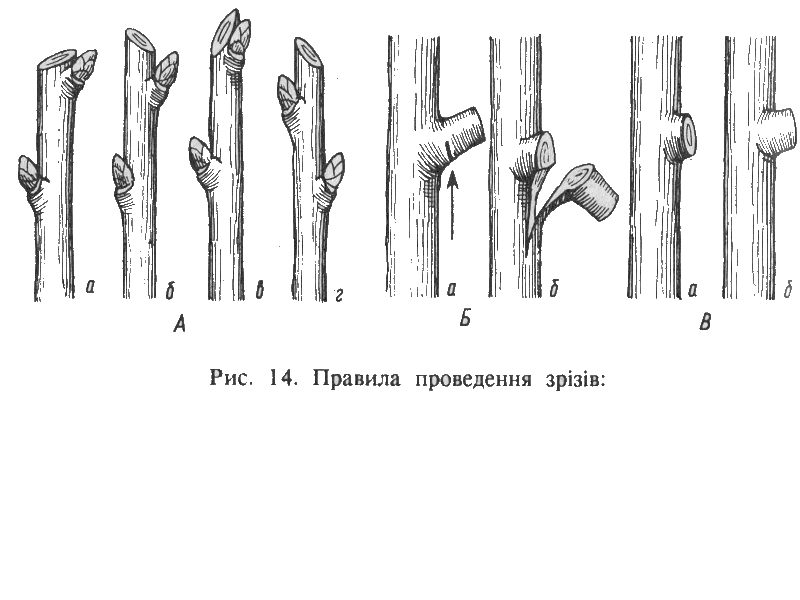 а б в г а б а б
А Б В
Рис. 14. Правила проведення зрізів: